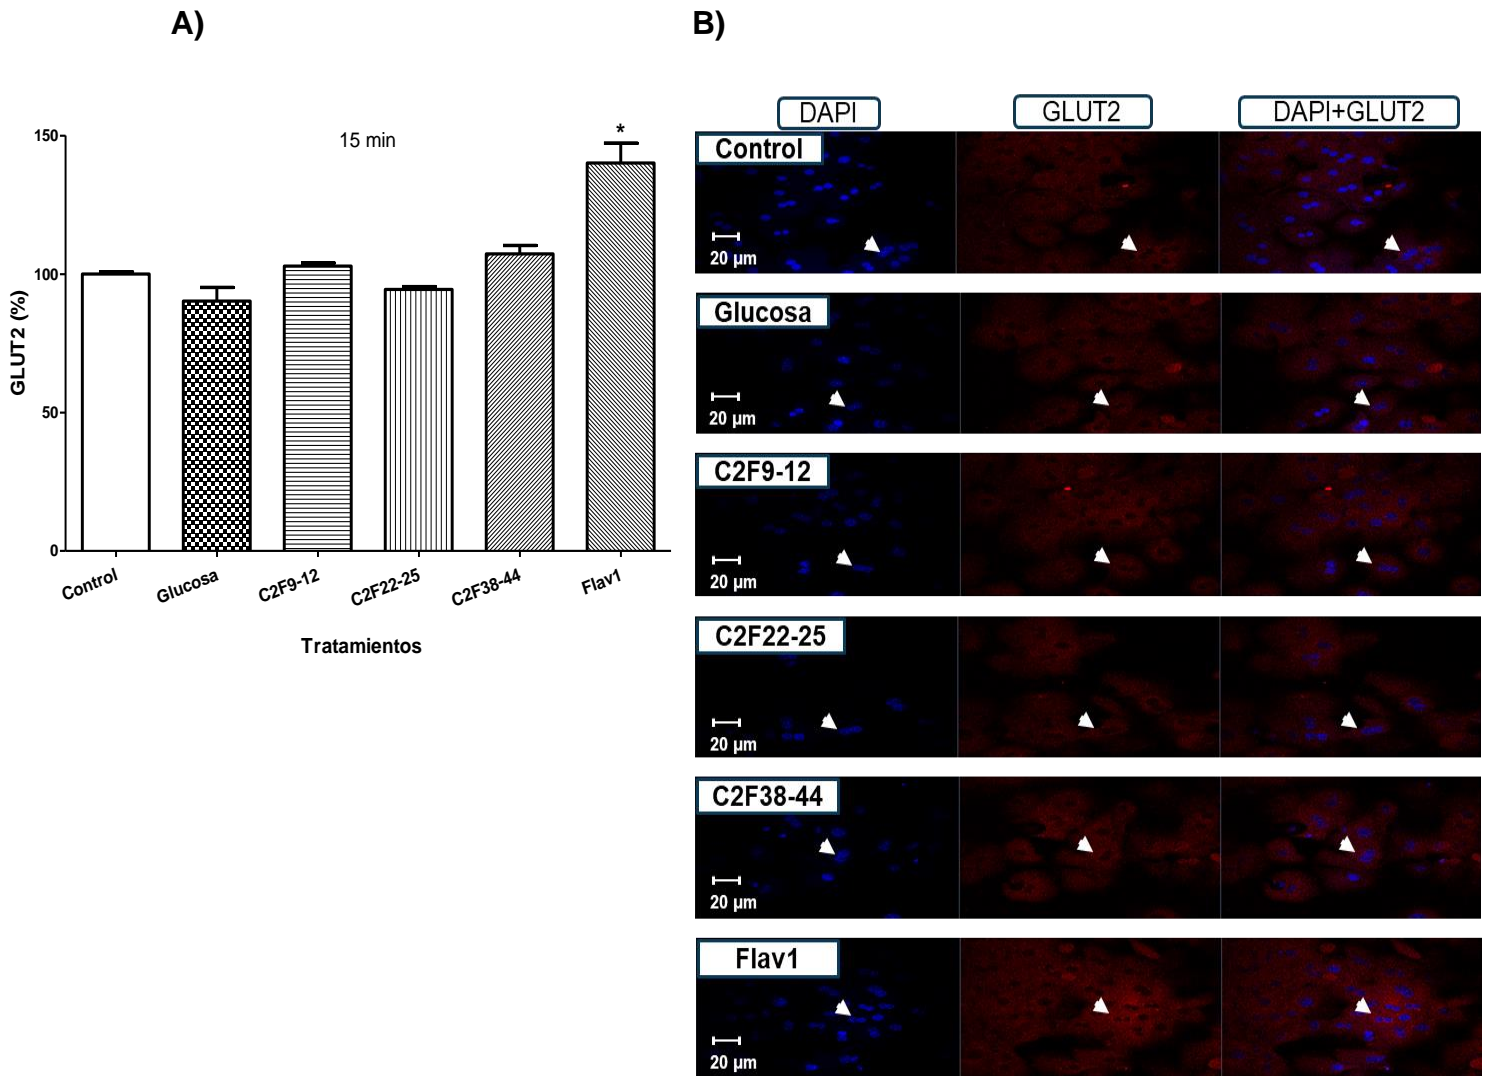 A)
15 min
*
150
100
50
0
GLUT2 (%)
Control
Glucosa
C2F9-12
C2F22-25
C2F38-44
Flav1
Tratamientos
B)
DAPI
GLUT2
DAPI+GLUT2
Control
20 µm
Glucosa
20 µm
C2F9-12
20 µm
C2F22-25
20 µm
C2F38-44
20 µm
Flav1
20 µm